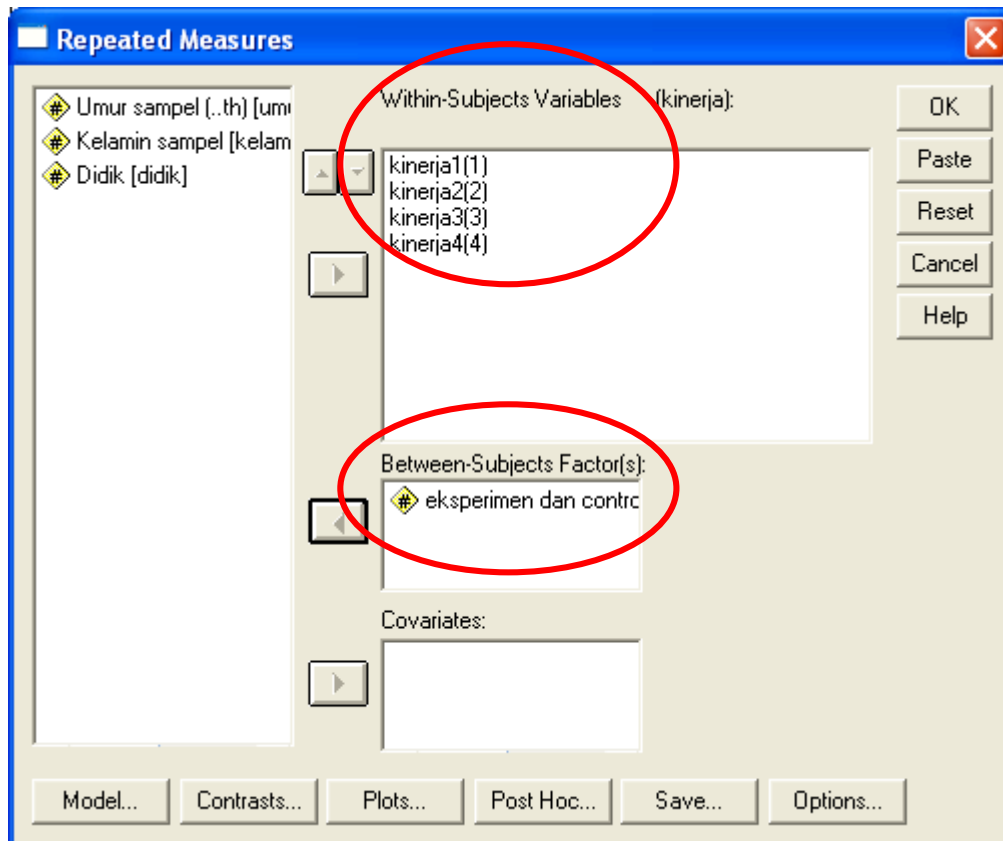 Repeated Measures
Umur sampel (..th) [umu
Kelamin sampel [kelam
Didik [didik]
Within-Subjects Variables (kinerja):
kinerja1(1)
kinerja2(2)
kinerja3(3)
kinerja4(4)
Between-Subjects Factor(s):
eksperimen dan contro
Covariates:
OK
Paste
Reset
Cancel
Help
Model...
Contrasts...
Plots...
Post Hoc...
Save...
Options...